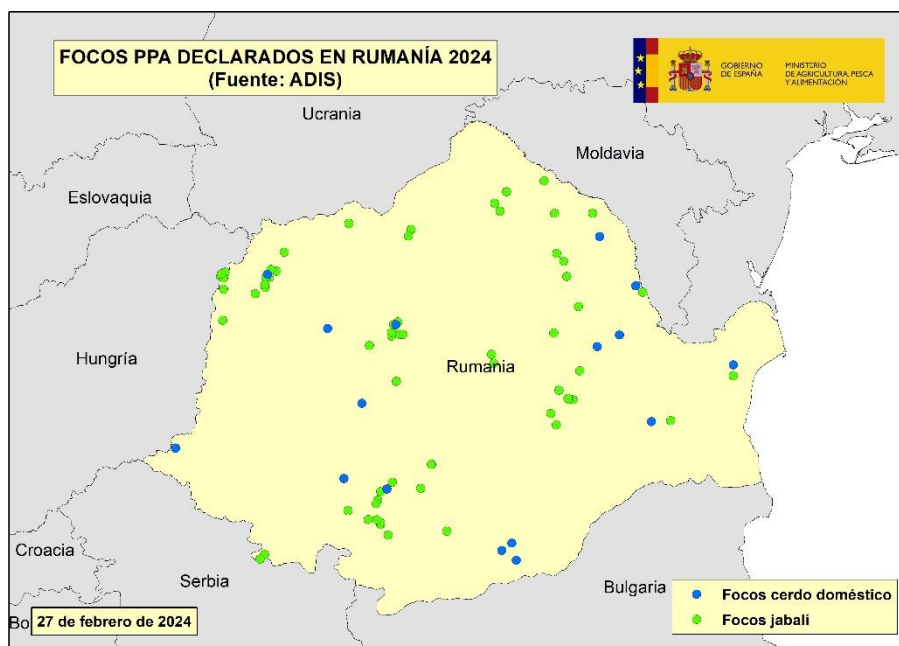 FOCOS PPA DECLARADOS EN RUMANÍA 2024
(Fuente: ADIS)
GOBIERNO
DE ESPAÑA
MINISTERIO
DE AGRICULTURA, PESCA
Y ALIMENTACIÓN
Ucrania
Moldavia
Eslovaquia
Hungría
Rumania
Croacia
Serbia
Bulgaria
Bo
27 de febrero de 2024
Focos cerdo doméstico
Focos jabalí